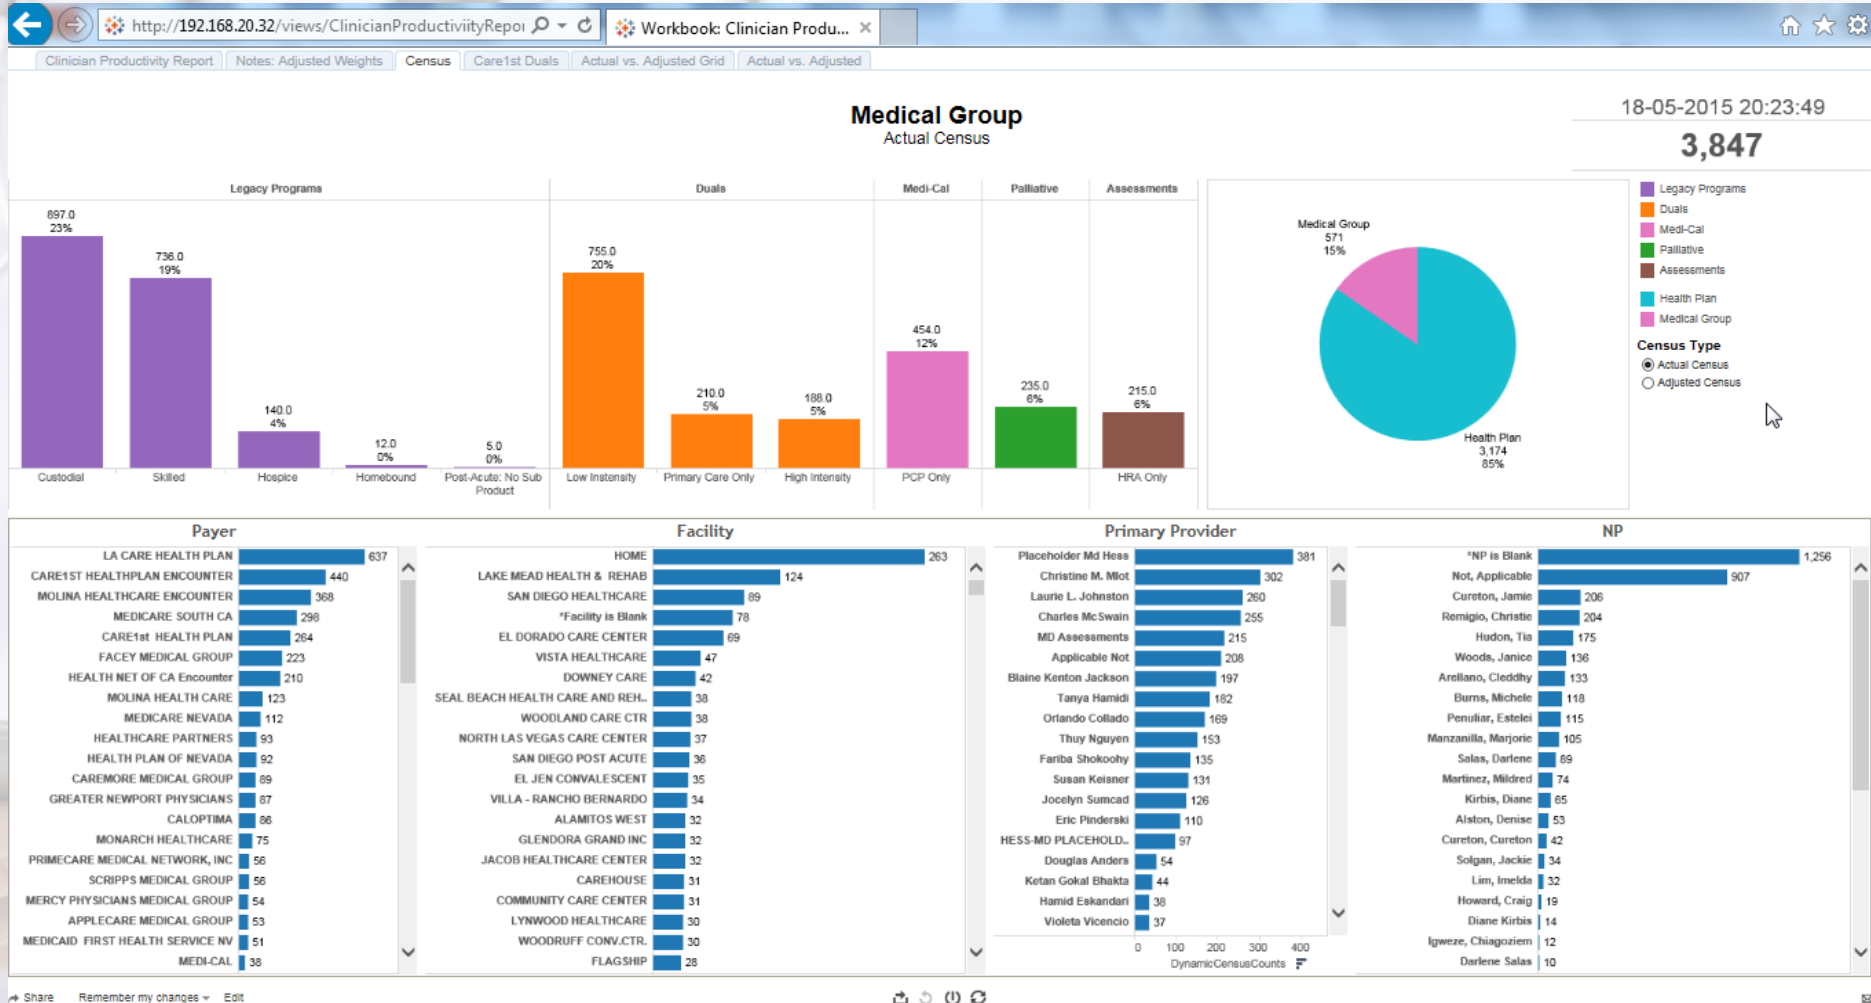 http://192.168.20.32/views/ClinicianProductiviityRepor
Workbook: Clinician Produ...
Clinician Productivity Report
Notes: Adjusted Weights
Census
Care1st Duals
Actual vs. Adjusted Grid
Actual vs. Adjusted
Medical Group
Actual Census
18-05-2015 20:23:49
3,847
Legacy Programs
Duals
Medi-Cal
Palliative
Assessments
897.0
23%
736.0
19%
140.0
4%
12.0
0%
5.0
0%
755.0
20%
210.0
5%
188.0
5%
454.0
12%
235.0
6%
215.0
6%
Custodial
Skilled
Hospice
Homebound
Post-Acute: No Sub
Product
Low Instensity
Primary Care Only
High Intensity
PCP Only
HRA Only
Medical Group
571
15%
Health Plan
3,174
85%
Legacy Programs
Duals
Medi-Cal
Palliative
Assessments
Health Plan
Medical Group
Census Type
Actual Census
Adjusted Census
Payer
LA CARE HEALTH PLAN 637
CARE1ST HEALTHPLAN ENCOUNTER 440
MOLINA HEALTHCARE ENCOUNTER 368
MEDICARE SOUTH CA 298
CARE1st HEALTH PLAN 264
FACEY MEDICAL GROUP 223
HEALTH NET OF CA Encounter 210
MOLINA HEALTH CARE 123
MEDICARE NEVADA 112
HEALTHCARE PARTNERS 93
HEALTH PLAN OF NEVADA 92
CAREMORE MEDICAL GROUP 89
GREATER NEWPORT PHYSICIANS 87
CALOPTIMA 86
MONARCH HEALTHCARE 75
PRIMECARE MEDICAL NETWORK, INC 56
SCRIPPS MEDICAL GROUP 56
MERCY PHYSICIANS MEDICAL GROUP 54
APPLECARE MEDICAL GROUP 53
MEDICAID FIRST HEALTH SERVICE NV 51
MEDI-CAL 38
Facility
HOME 263
LAKE MEAD HEALTH & REHAB 124
SAN DIEGO HEALTHCARE 89
*Facility is Blank 78
EL DORADO CARE CENTER 69
VISTA HEALTHCARE 47
DOWNEY CARE 42
SEAL BEACH HEALTH CARE AND REH.. 38
WOODLAND CARE CTR 38
NORTH LAS VEGAS CARE CENTER 37
SAN DIEGO POST ACUTE 36
EL JEN CONVALESCENT 35
VILLA - RANCHO BERNARDO 34
ALAMITOS WEST 32
GLENDORA GRAND INC 32
JACOB HEALTHCARE CENTER 32
CAREHOUSE 31
COMMUNITY CARE CENTER 31
LYNWOOD HEALTHCARE 30
WOODRUFF CONV.CTR. 30
FLAGSHIP 28
Primary Provider
Placeholder Md Hess 381
Christine M. Mlot 302
Laurie L. Johnston 260
Charles McSwain 255
MD Assessments 215
Applicable Not 208
Blaine Kenton Jackson 197
Tanya Hamidi 182
Orlando Collado 169
Thuy Nguyen 153
Fariba Shokoohy 135
Susan Keisner 131
Jocelyn Sumcad 126
Eric Pinderski 110
HESS-MD PLACEHOLD.. 97
Douglas Anders 54
Ketan Gokal Bhakta 44
Hamid Eskandari 38
Violeta Vicencio 37
0 100 200 300 400
DynamicCensusCounts
NP
*NP is Blank 1,256
Not, Applicable 907
Cureton, Jamie 206
Remigio, Christie 204
Hudon, Tia 175
Woods, Janice 136
Arellano, Cleddhy 133
Burns, Michele 118
Penuliar, Estelei 115
Manzanilla, Marjorie 105
Salas, Darlene 89
Martinez, Mildred 74
Kirbis, Diane 65
Alston, Denise 53
Cureton, Cureton 42
Solgan, Jackie 34
Lim, Imelda 32
Howard, Craig 19
Diane Kirbis 14
Igweze, Chiagoziem 12
Darlene Salas 10
Share
Remember my changes
Edit